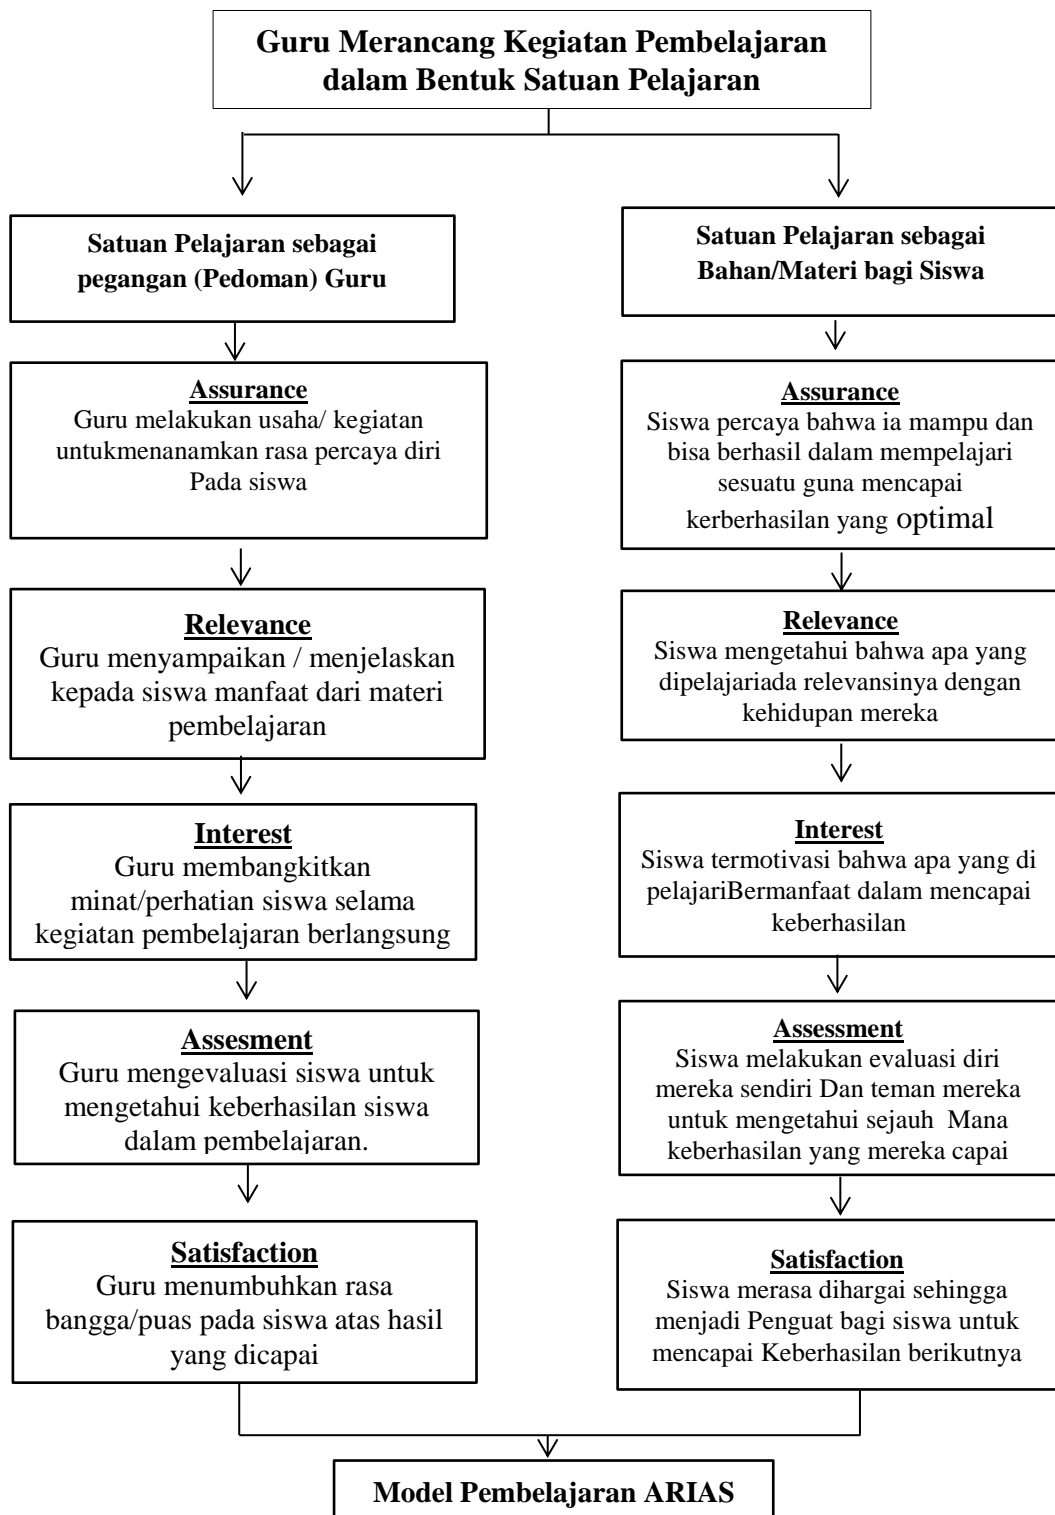 Guru Merancang Kegiatan Pembelajaran
dalam Bentuk Satuan Pelajaran
Satuan Pelajaran sebagai
pegangan (Pedoman) Guru
Assurance
Guru melakukan usaha/ kegiatan
untukmenanamkan rasa percaya diri
Pada siswa
Relevance
Guru menyampaikan / menjelaskan
kepada siswa manfaat dari materi
pembelajaran
Interest
Guru membangkitkan
minat/perhatian siswa selama
kegiatan pembelajaran berlangsung
Assesment
Guru mengevaluasi siswa untuk
mengetahui keberhasilan siswa
dalam pembelajaran.
Satisfaction
Guru menumbuhkan rasa
bangga/puas pada siswa atas hasil
yang dicapai
Satuan Pelajaran sebagai
Bahan/Materi bagi Siswa
Assurance
Siswa percaya bahwa ia mampu dan
bisa berhasil dalam mempelajari
sesuatu guna mencapai
kerberhasilan yang optimal
Relevance
Siswa mengetahui bahwa apa yang
dipelajariada relevansinya dengan
kehidupan mereka
Interest
Siswa termotivasi bahwa apa yang di
pelajariBermanfaat dalam mencapai
keberhasilan
Assessment
Siswa melakukan evaluasi diri
mereka sendiri Dan teman mereka
untuk mengetahui sejauh  Mana
keberhasilan yang mereka capai
Satisfaction
Siswa merasa dihargai sehingga
menjadi Penguat bagi siswa untuk
mencapai Keberhasilan berikutnya
Model Pembelajaran ARIAS